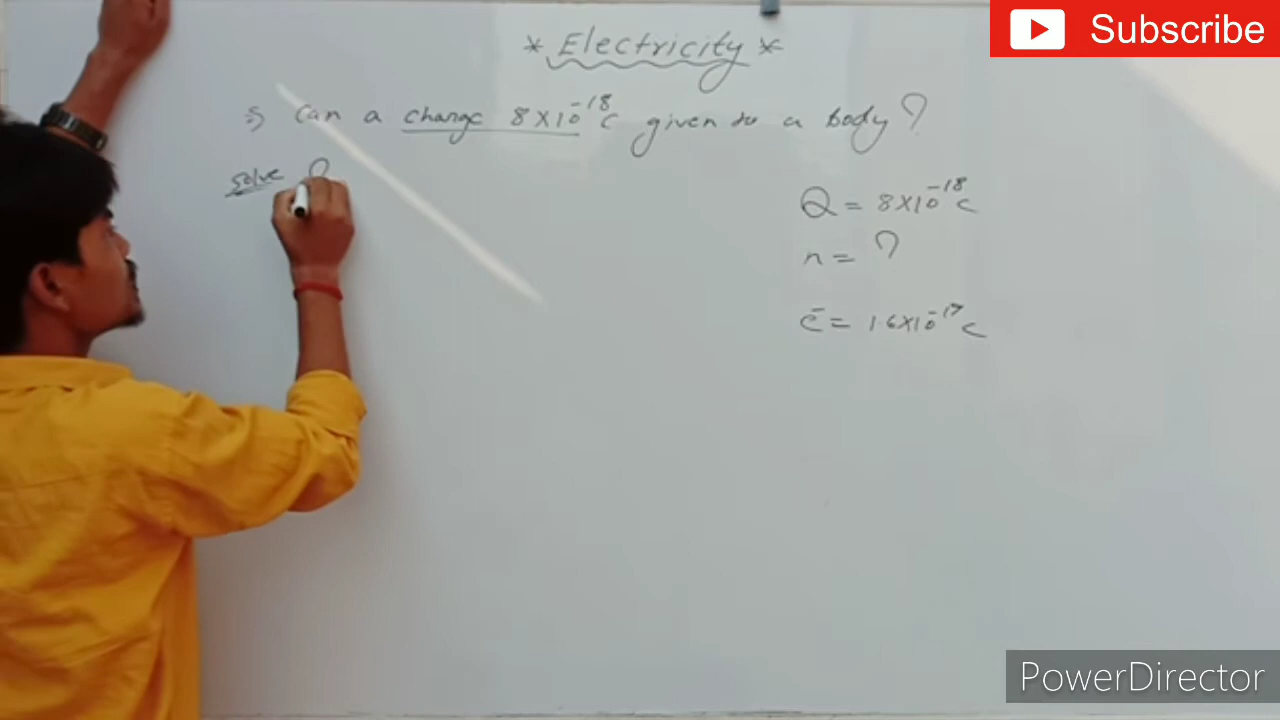 Subscribe
* Electricity *
⇒ Can a charge 8×10⁻¹⁸ C given to a body ?
Solve Q
Q = 8×10⁻¹⁸ C
n = ?
e⁻ = 1.6×10⁻¹⁹ C
PowerDirector